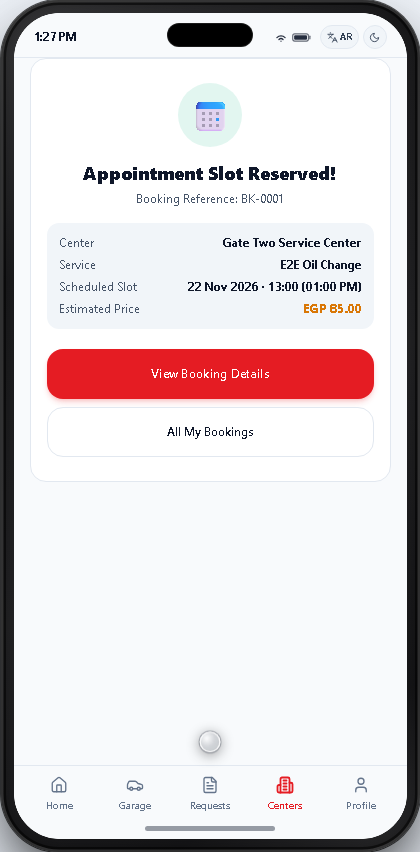 1:27 PM
AR
Appointment Slot Reserved!
Booking Reference: BK-0001
Center Gate Two Service Center
Service E2E Oil Change
Scheduled Slot 22 Nov 2026 · 13:00 (01:00 PM)
Estimated Price EGP 65.00
View Booking Details
All My Bookings
Home Garage Requests Centers Profile